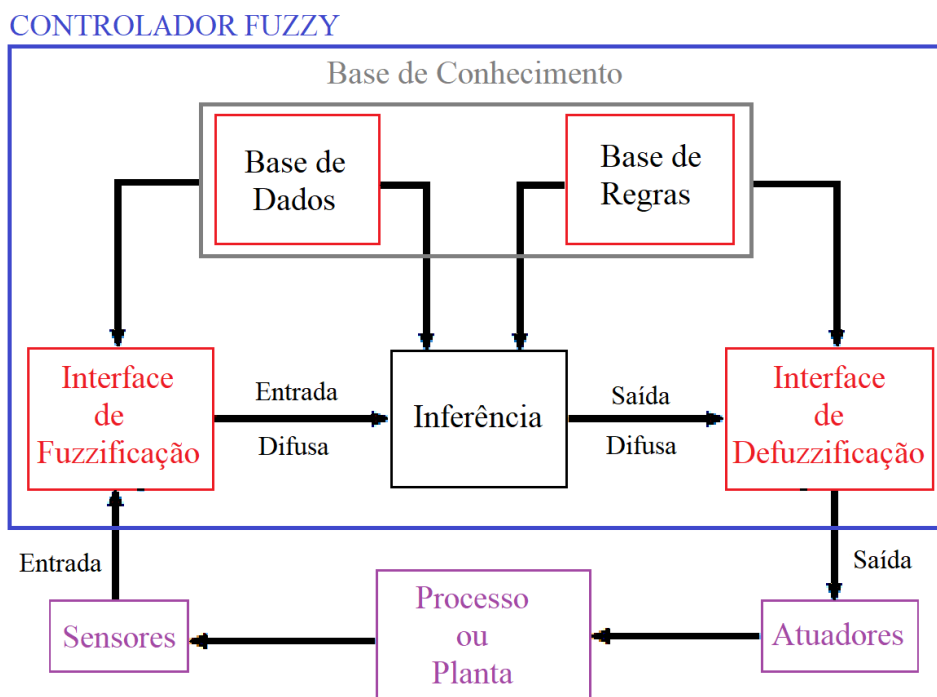 CONTROLADOR FUZZY
Base de Conhecimento
Base de
Dados
Base de
Regras
Interface
de
Fuzzificação
Entrada
Difusa
Inferência
Saída
Difusa
Interface
de
Defuzzificação
Entrada
Saída
Sensores
Processo
ou
Planta
Atuadores